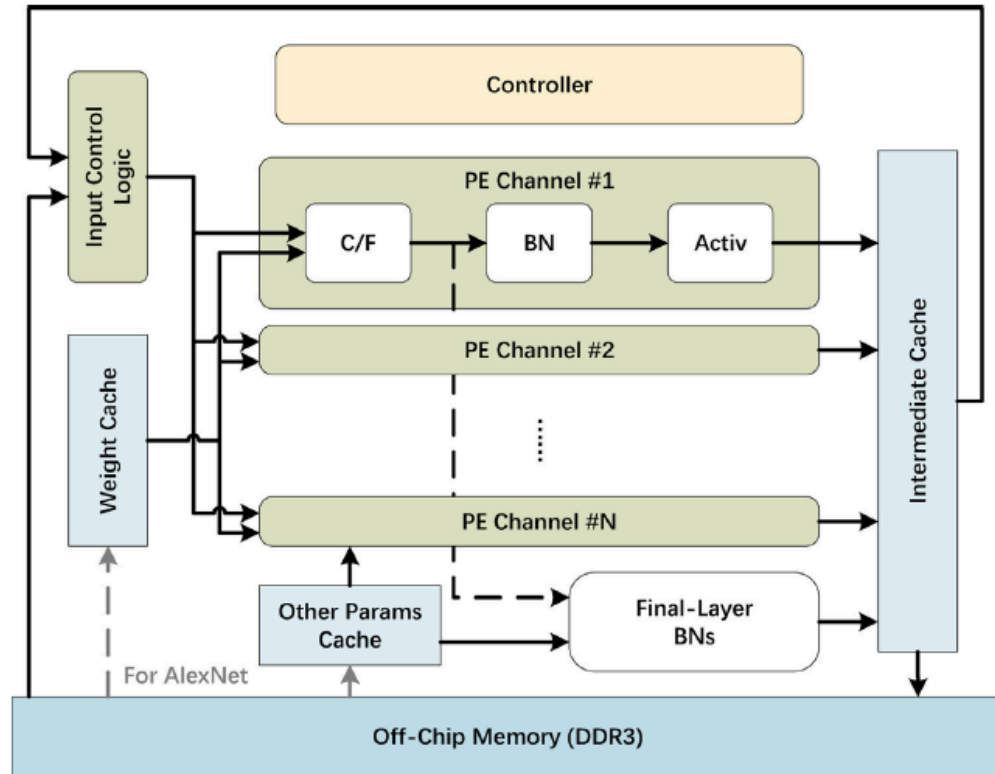 Controller
Input Control
Logic
PE Channel #1
C/F
BN
Activ
PE Channel #2
Weight Cache
Intermediate Cache
PE Channel #N
Other Params
Cache
Final-Layer
BNs
For AlexNet
Off-Chip Memory (DDR3)